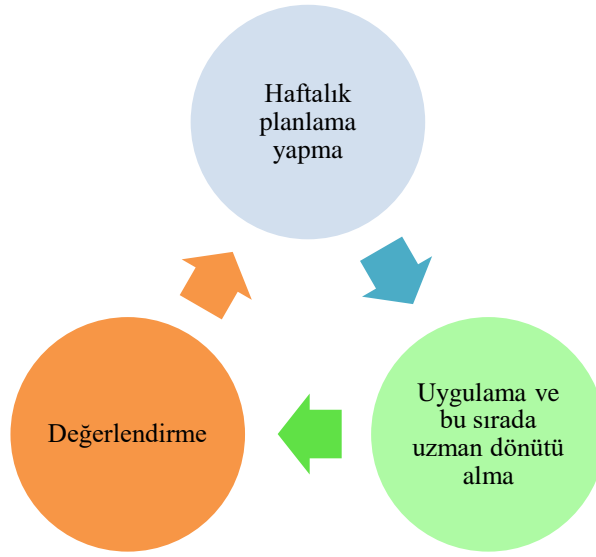 Haftalık
planlama
yapma
Uygulama ve
bu sırada
uzman dönütü
alma
Değerlendirme